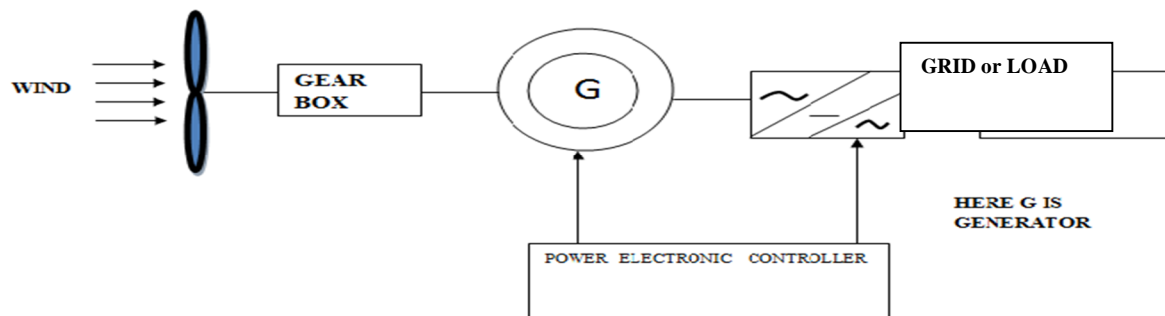 WIND
GEAR
BOX
G
GRID or LOAD
HERE G IS
GENERATOR
POWER ELECTRONIC CONTROLLER